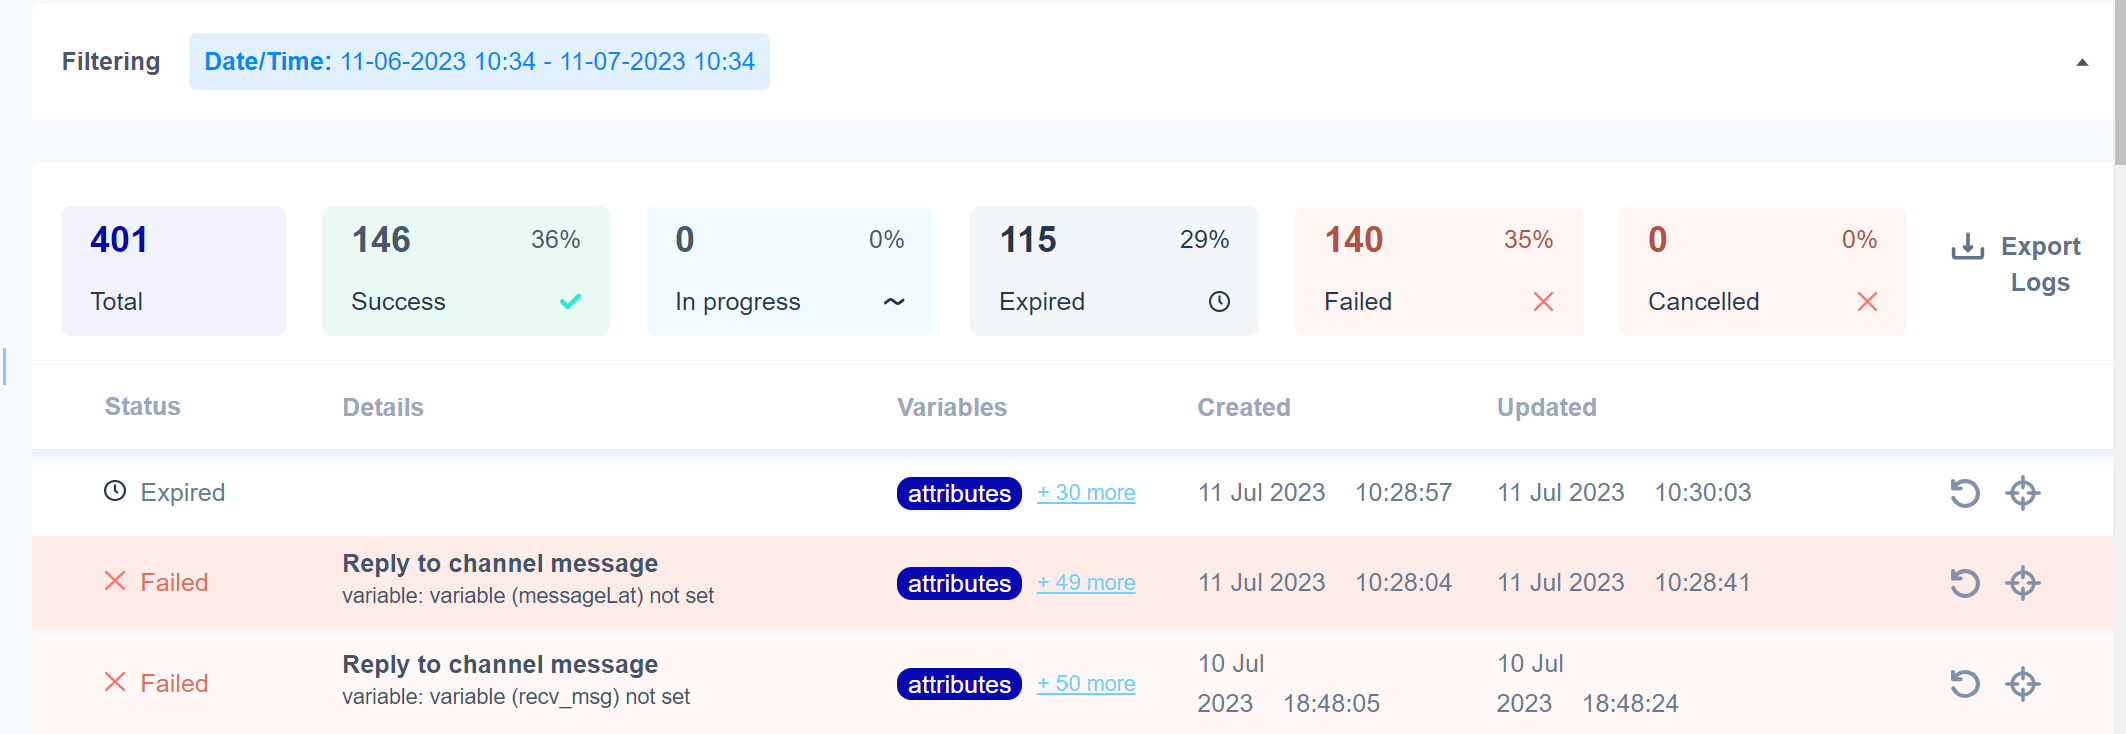 Filtering Date/Time: 11-06-2023 10:34 - 11-07-2023 10:34
401
Total
146 36%
Success
0 0%
In progress
115 29%
Expired
140 35%
Failed
0 0%
Cancelled
Export
Logs
Status Details Variables Created Updated
Expired attributes + 30 more 11 Jul 2023 10:28:57 11 Jul 2023 10:30:03
Failed
Reply to channel message
variable: variable (messageLat) not set
attributes + 49 more 11 Jul 2023 10:28:04 11 Jul 2023 10:28:41
Failed
Reply to channel message
variable: variable (recv_msg) not set
attributes + 50 more
10 Jul
2023 18:48:05
10 Jul
2023 18:48:24